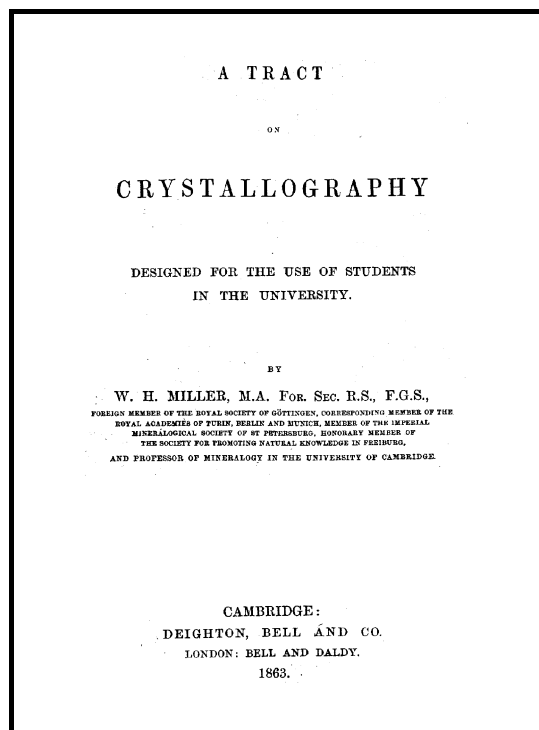 A TRACT
ON
CRYSTALLOGRAPHY
DESIGNED FOR THE USE OF STUDENTS
IN THE UNIVERSITY.
BY
W. H. MILLER, M.A. FOR. SEC. R.S., F.G.S.,
FOREIGN MEMBER OF THE ROYAL SOCIETY OF GÖTTINGEN, CORRESPONDING MEMBER OF THE
ROYAL ACADEMIES OF TURIN, BERLIN AND MUNICH, MEMBER OF THE IMPERIAL
MINERALOGICAL SOCIETY OF ST PETERSBURG, HONORARY MEMBER OF
THE SOCIETY FOR PROMOTING NATURAL KNOWLEDGE IN FREIBURG,
AND PROFESSOR OF MINERALOGY IN THE UNIVERSITY OF CAMBRIDGE.
CAMBRIDGE:
DEIGHTON, BELL AND CO.
LONDON: BELL AND DALDY.
1863.